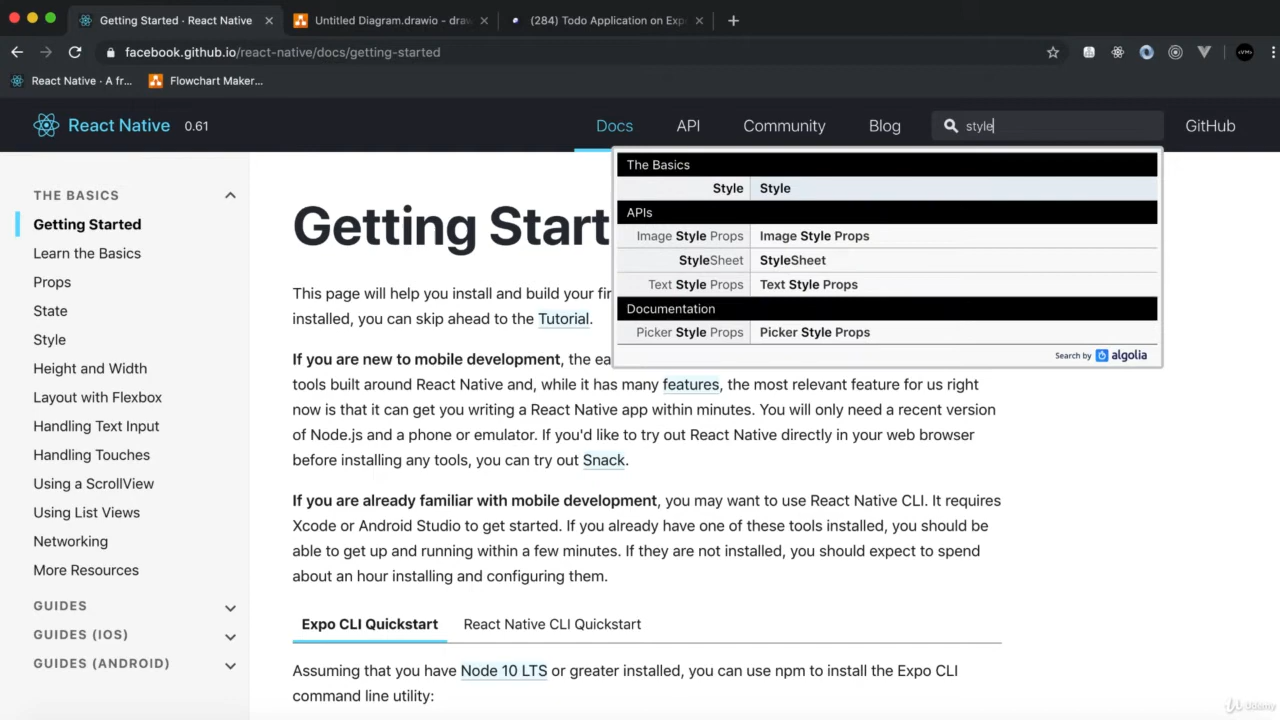 Getting Started · React Native
Untitled Diagram.drawio - draw
(284) Todo Application on Expo
facebook.github.io/react-native/docs/getting-started
React Native · A fr...
Flowchart Maker...
React Native 0.61
Docs
API
Community
Blog
style
GitHub
The Basics
Style Style
APIs
Image Style Props Image Style Props
StyleSheet StyleSheet
Text Style Props Text Style Props
Documentation
Picker Style Props Picker Style Props
Search by algolia
THE BASICS
Getting Started
Learn the Basics
Props
State
Style
Height and Width
Layout with Flexbox
Handling Text Input
Handling Touches
Using a ScrollView
Using List Views
Networking
More Resources
GUIDES
GUIDES (IOS)
GUIDES (ANDROID)
Getting Start
This page will help you install and build your fir
installed, you can skip ahead to the Tutorial.
If you are new to mobile development, the ea
tools built around React Native and, while it has many features, the most relevant feature for us right
now is that it can get you writing a React Native app within minutes. You will only need a recent version
of Node.js and a phone or emulator. If you'd like to try out React Native directly in your web browser
before installing any tools, you can try out Snack.
If you are already familiar with mobile development, you may want to use React Native CLI. It requires
Xcode or Android Studio to get started. If you already have one of these tools installed, you should be
able to get up and running within a few minutes. If they are not installed, you should expect to spend
about an hour installing and configuring them.
Expo CLI Quickstart
React Native CLI Quickstart
Assuming that you have Node 10 LTS or greater installed, you can use npm to install the Expo CLI
command line utility:
Udemy